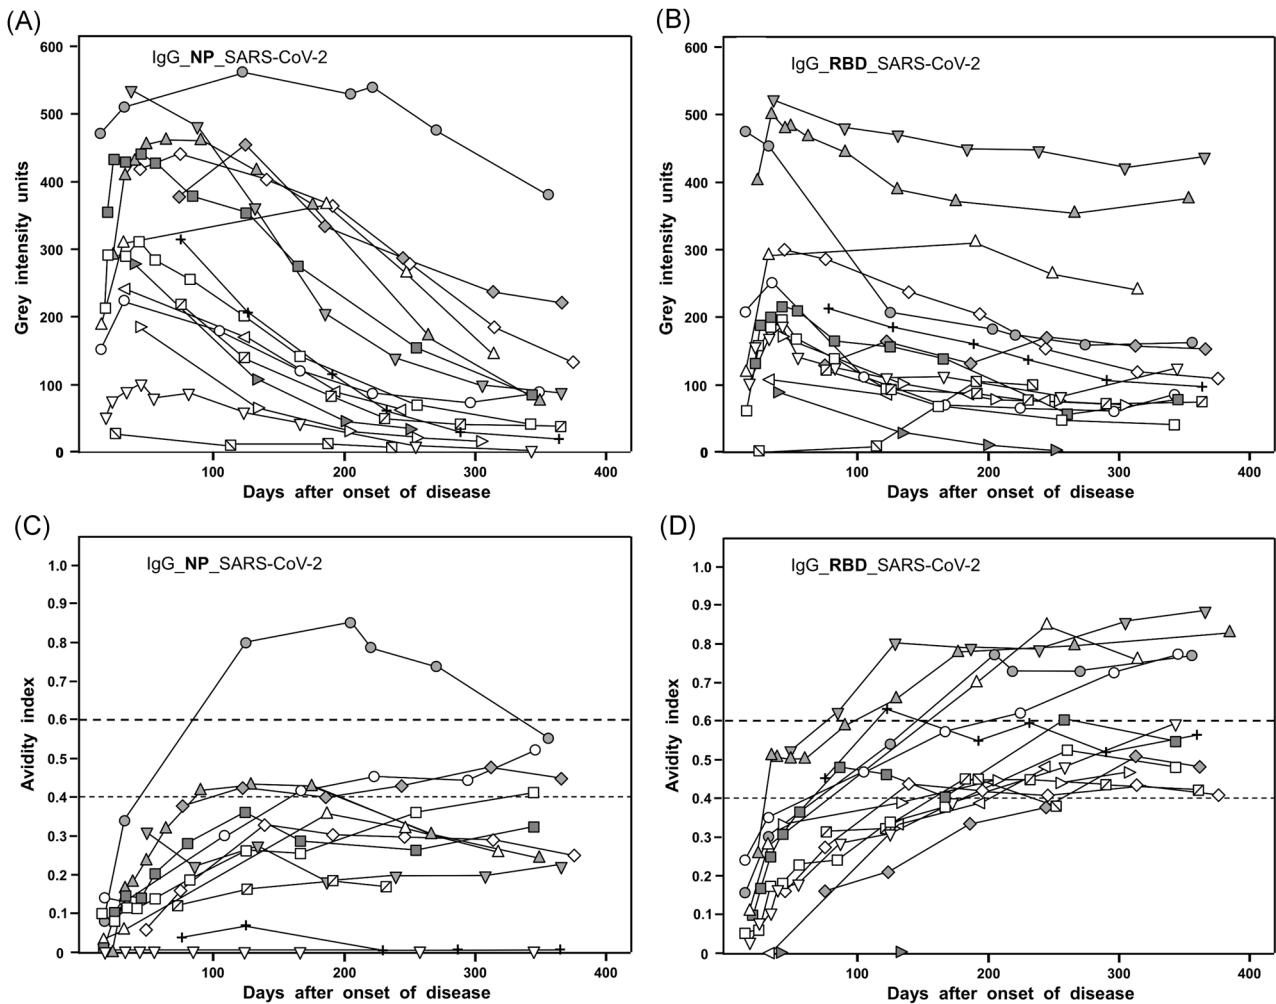 (A)
IgG_NP_SARS-CoV-2
600
500
400
300
200
100
0
Grey intensity units
100 200 300 400
Days after onset of disease
(B)
IgG_RBD_SARS-CoV-2
600
500
400
300
200
100
0
Grey intensity units
100 200 300 400
Days after onset of disease
(C)
IgG_NP_SARS-CoV-2
1.0
0.9
0.8
0.7
0.6
0.5
0.4
0.3
0.2
0.1
0
Avidity index
100 200 300 400
Days after onset of disease
(D)
IgG_RBD_SARS-CoV-2
1.0
0.9
0.8
0.7
0.6
0.5
0.4
0.3
0.2
0.1
0
Avidity index
100 200 300 400
Days after onset of disease